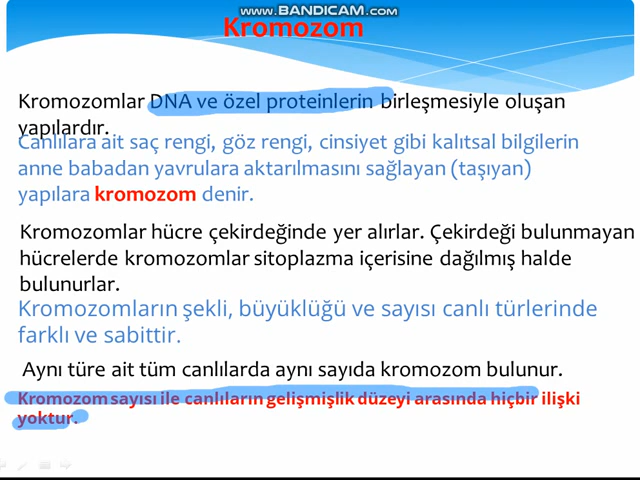 www.BANDICAM.com
Kromozom
Kromozomlar DNA ve özel proteinlerin birleşmesiyle oluşan
yapılardır.
Canlılara ait saç rengi, göz rengi, cinsiyet gibi kalıtsal bilgilerin
anne babadan yavrulara aktarılmasını sağlayan (taşıyan)
yapılara kromozom denir.
Kromozomlar hücre çekirdeğinde yer alırlar. Çekirdeği bulunmayan
hücrelerde kromozomlar sitoplazma içerisine dağılmış halde
bulunurlar.
Kromozomların şekli, büyüklüğü ve sayısı canlı türlerinde
farklı ve sabittir.
Aynı türe ait tüm canlılarda aynı sayıda kromozom bulunur.
Kromozom sayısı ile canlıların gelişmişlik düzeyi arasında hiçbir ilişki
yoktur.